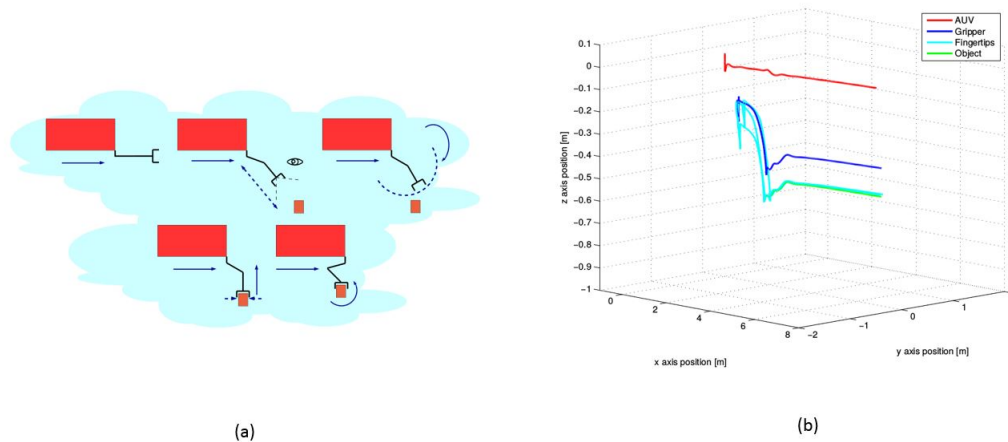 AUV
Gripper
Fingertips
Object
0.1
0
−0.1
−0.2
−0.3
−0.4
−0.5
−0.6
−0.7
−0.8
−0.9
−1
z axis position [m]
0
2
4
6
8
x axis position [m]
−2
−1
0
1
y axis position [m]
(a)
(b)